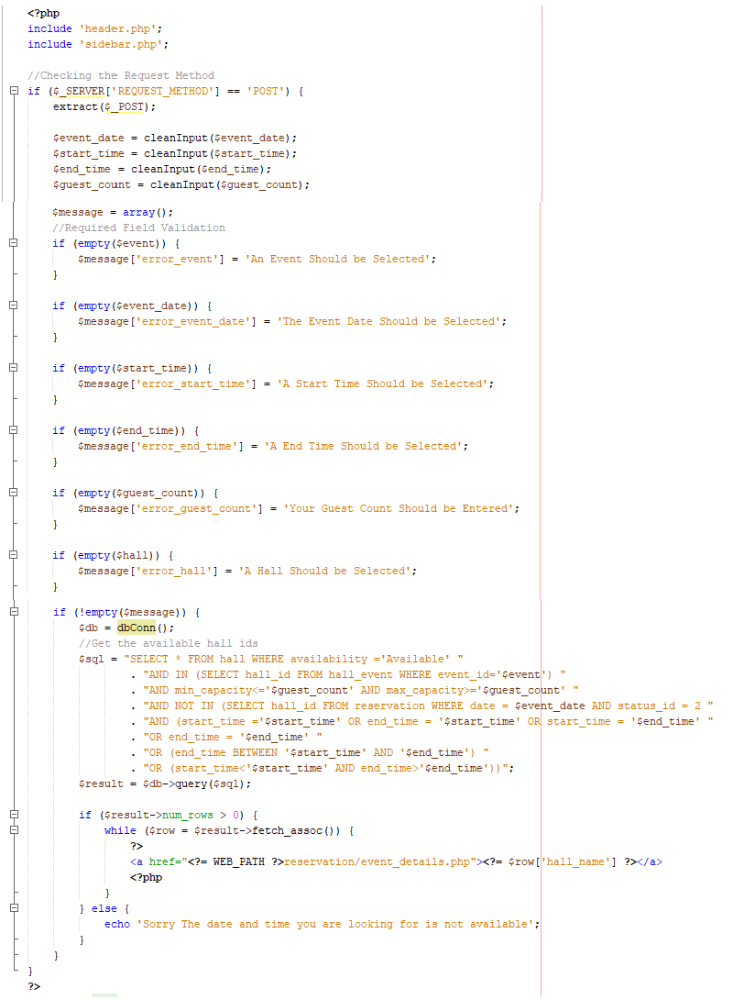 <?php
include 'header.php';
include 'sidebar.php';
//Checking the Request Method
if ($_SERVER['REQUEST_METHOD'] == 'POST') {
extract($_POST);
$event_date = cleanInput($event_date);
$start_time = cleanInput($start_time);
$end_time = cleanInput($end_time);
$guest_count = cleanInput($guest_count);
$message = array();
//Required Field Validation
if (empty($event)) {
$message['error_event'] = 'An Event Should be Selected';
}
if (empty($event_date)) {
$message['error_event_date'] = 'The Event Date Should be Selected';
}
if (empty($start_time)) {
$message['error_start_time'] = 'A Start Time Should be Selected';
}
if (empty($end_time)) {
$message['error_end_time'] = 'A End Time Should be Selected';
}
if (empty($guest_count)) {
$message['error_guest_count'] = 'Your Guest Count Should be Entered';
}
if (empty($hall)) {
$message['error_hall'] = 'A Hall Should be Selected';
}
if (!empty($message)) {
$db = dbConn();
//Get the available hall ids
$sql = "SELECT * FROM hall WHERE availability ='Available' "
. "AND IN (SELECT hall_id FROM hall_event WHERE event_id='$event') "
. "AND min_capacity<='$guest_count' AND max_capacity>='$guest_count' "
. "AND NOT IN (SELECT hall_id FROM reservation WHERE date = $event_date AND status_id = 2 "
. "AND (start_time ='$start_time' OR end_time = '$start_time' OR start_time = '$end_time' "
. "OR end_time = '$end_time' "
. "OR (end_time BETWEEN '$start_time' AND '$end_time') "
. "OR (start_time<'$start_time' AND end_time>'$end_time'))";
$result = $db->query($sql);
if ($result->num_rows > 0) {
while ($row = $result->fetch_assoc()) {
?>
<a href="<?= WEB_PATH ?>reservation/event_details.php"><?= $row['hall_name'] ?></a>
<?php
}
} else {
echo 'Sorry The date and time you are looking for is not available';
}
}
}
?>